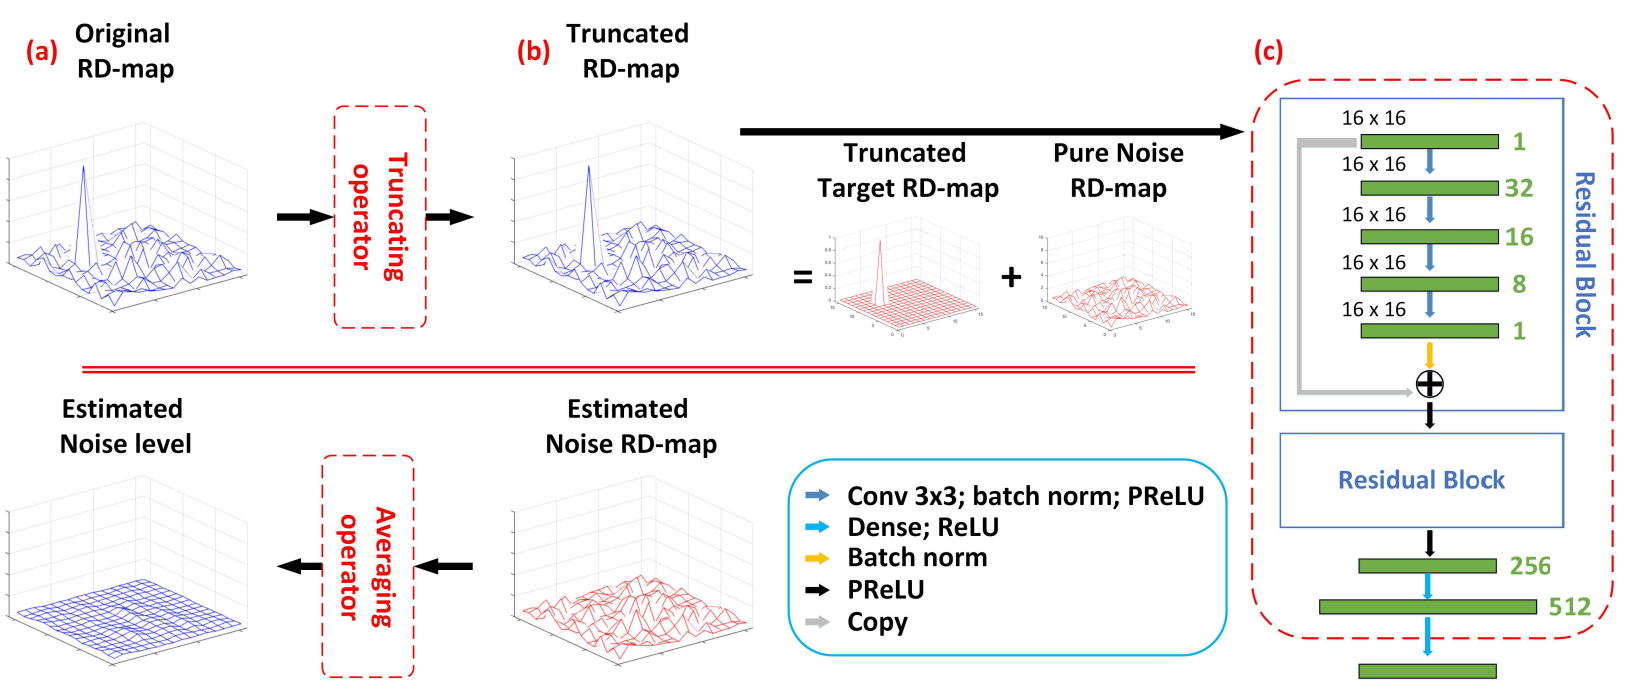 (a)
Original
RD-map
Truncating
operator
(b)
Truncated
RD-map
=
Truncated
Target RD-map
+
Pure Noise
RD-map
(c)
16 x 16
1
16 x 16
32
16 x 16
16
16 x 16
8
16 x 16
1
Residual Block
Residual Block
256
512
Estimated
Noise level
Averaging
operator
Estimated
Noise RD-map
Conv 3x3; batch norm; PReLU
Dense; ReLU
Batch norm
PReLU
Copy